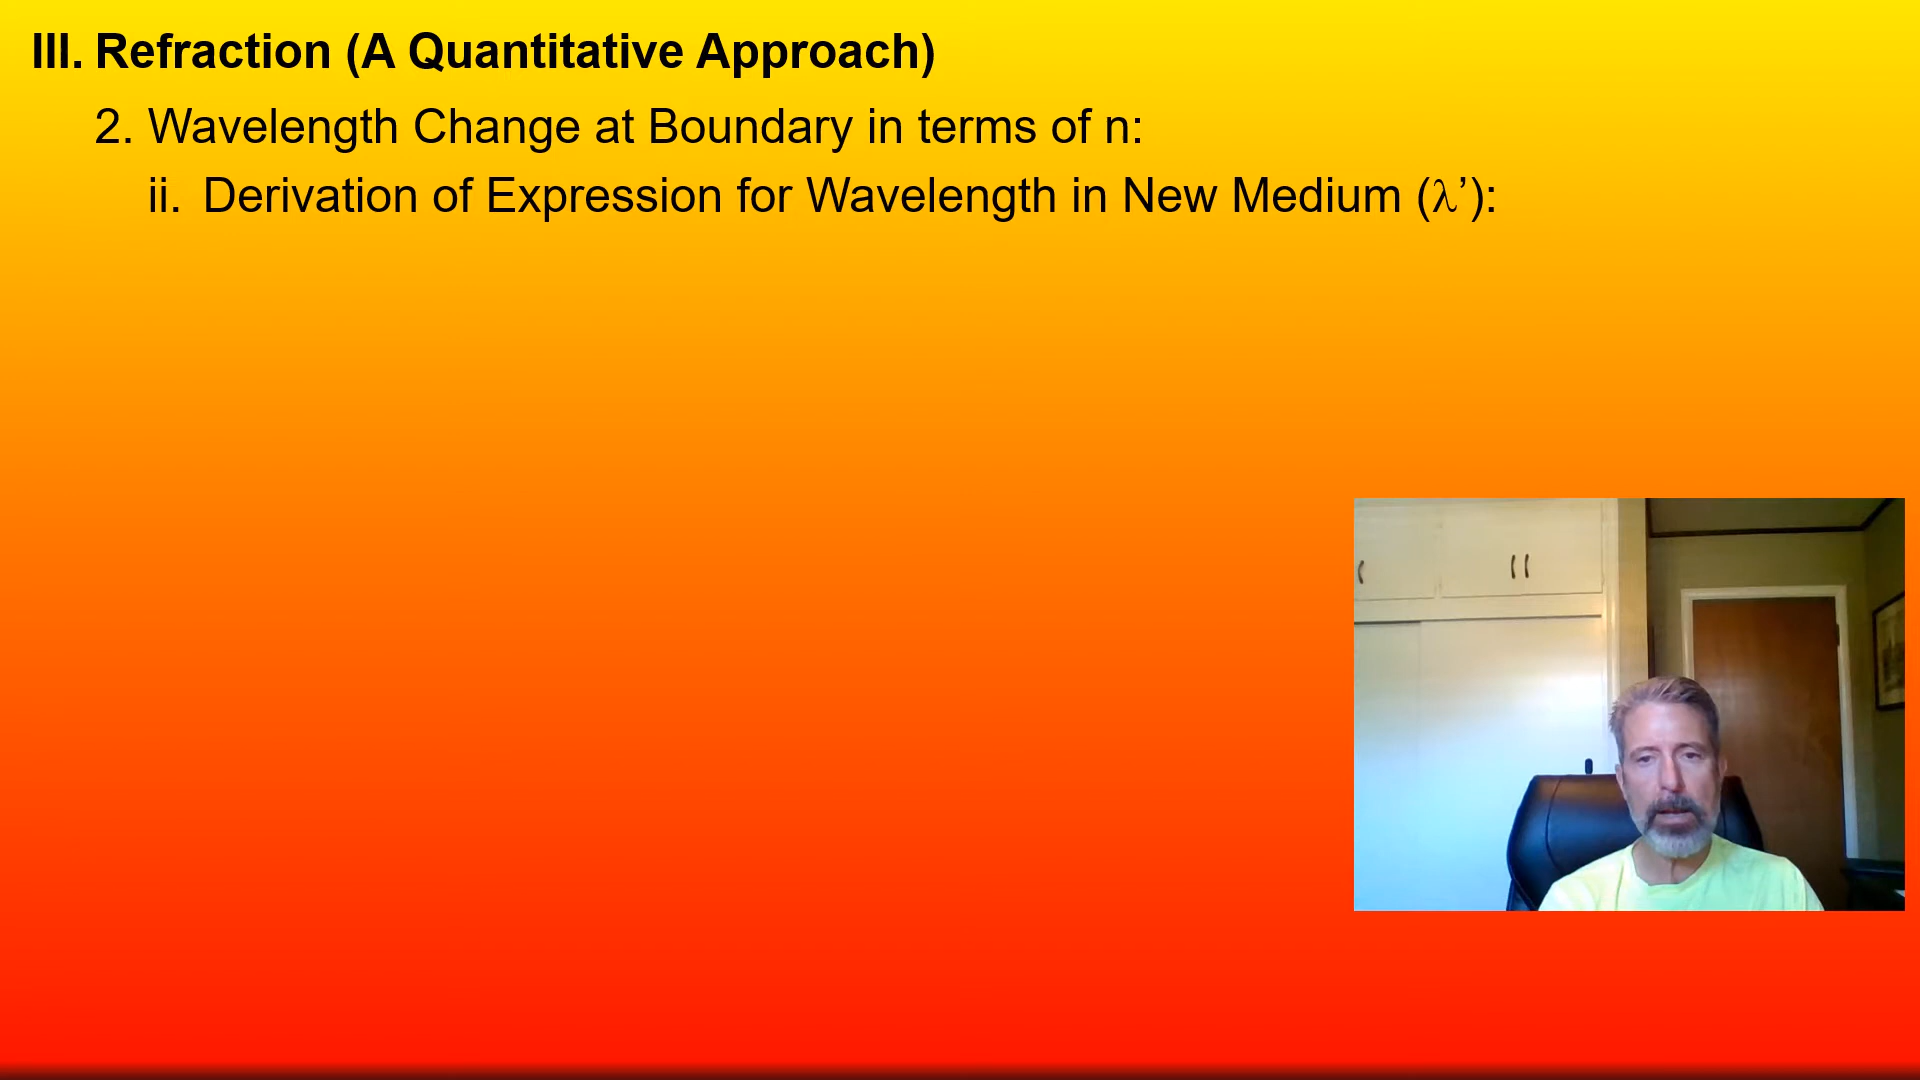 III. Refraction (A Quantitative Approach)
2. Wavelength Change at Boundary in terms of n:
ii. Derivation of Expression for Wavelength in New Medium (λ’):